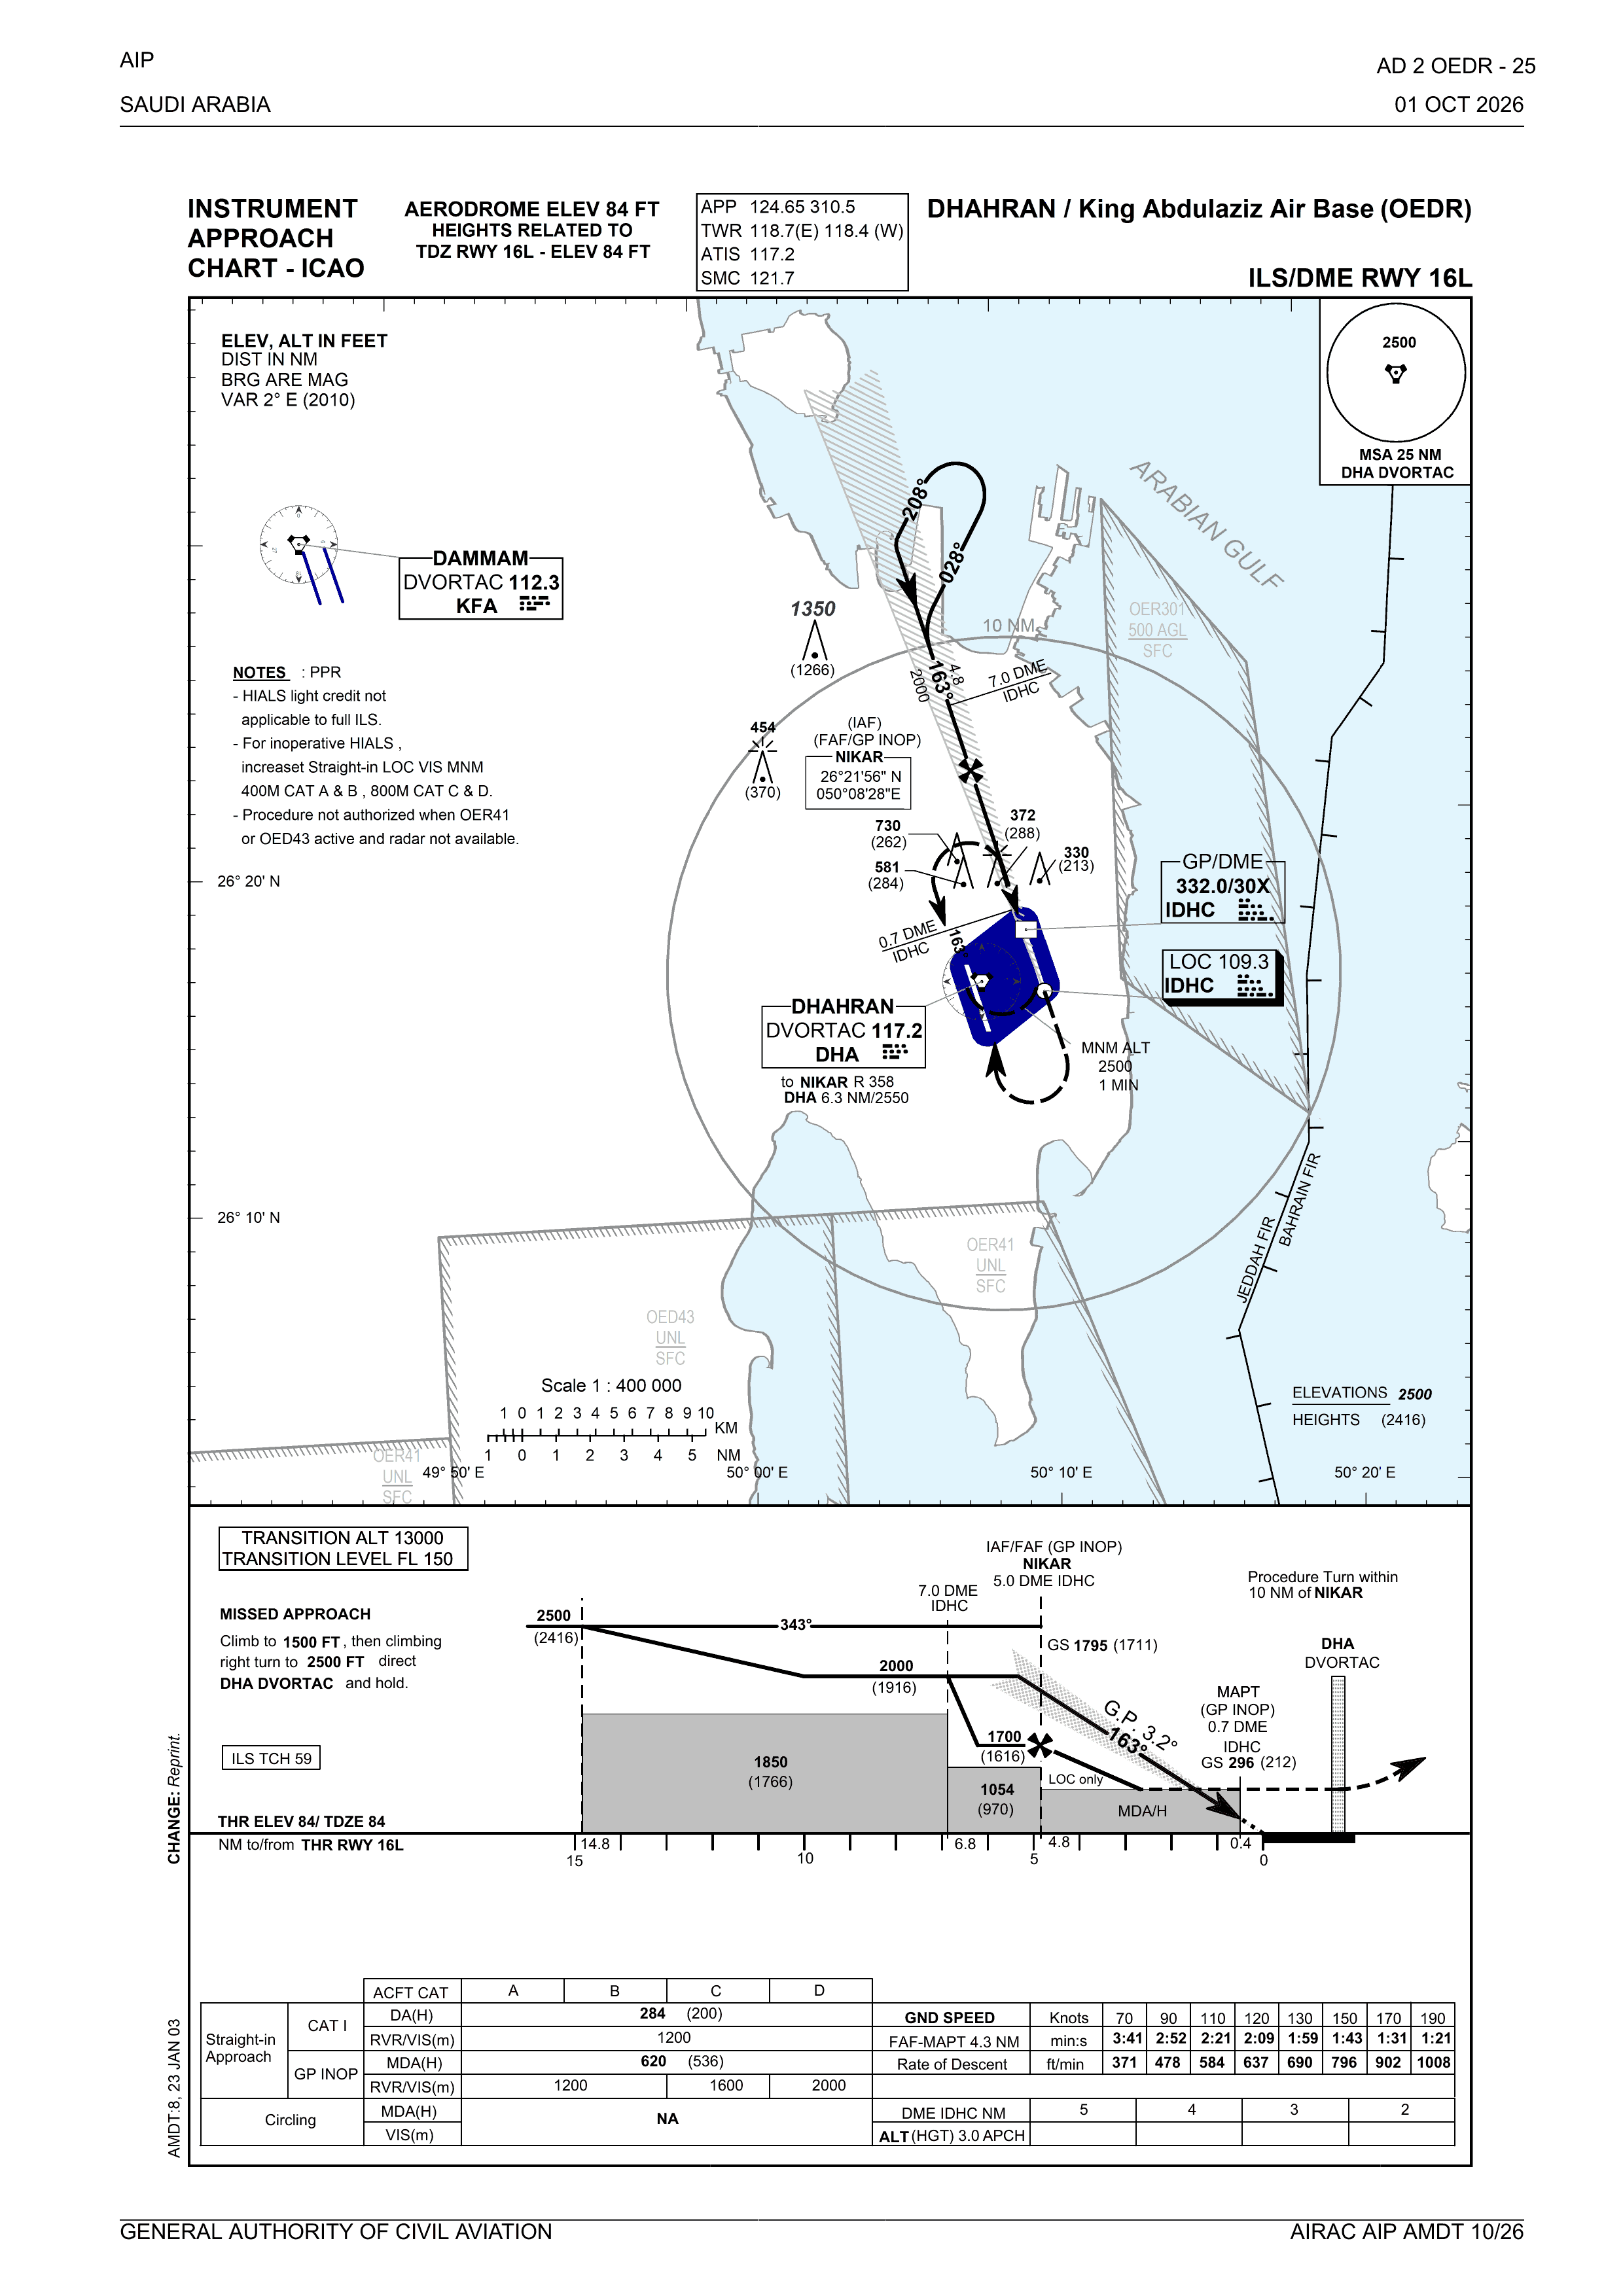 AIP
AD 2 OEDR - 25
SAUDI ARABIA
01 OCT 2026
INSTRUMENT
APPROACH
CHART - ICAO
AERODROME ELEV 84 FT
HEIGHTS RELATED TO
TDZ RWY 16L - ELEV 84 FT
APP 124.65 310.5
TWR 118.7(E) 118.4 (W)
ATIS 117.2
SMC 121.7
DHAHRAN / King Abdulaziz Air Base (OEDR)
ILS/DME RWY 16L
ELEV, ALT IN FEET
DIST IN NM
BRG ARE MAG
VAR 2° E (2010)
2500
MSA 25 NM
DHA DVORTAC
ARABIAN GULF
208°
028°
DAMMAM
DVORTAC 112.3
KFA
1350
(1266)
10 NM
OER301
500 AGL
SFC
163°
4.8
2000
7.0 DME
IDHC
NOTES : PPR
- HIALS light credit not
applicable to full ILS.
- For inoperative HIALS ,
increaset Straight-in LOC VIS MNM
400M CAT A & B , 800M CAT C & D.
- Procedure not authorized when OER41
or OED43 active and radar not available.
454
(370)
(IAF)
(FAF/GP INOP)
NIKAR
26°21'56" N
050°08'28"E
372
(288)
730
(262)
581
(284)
330
(213)
26° 20' N
GP/DME
332.0/30X
IDHC
0.7 DME
IDHC
163°
LOC 109.3
IDHC
DHAHRAN
DVORTAC 117.2
DHA
to NIKAR R 358
DHA 6.3 NM/2550
MNM ALT
2500
1 MIN
26° 10' N
JEDDAH FIR
BAHRAIN FIR
OER41
UNL
SFC
OED43
UNL
SFC
Scale 1 : 400 000
1 0 1 2 3 4 5 6 7 8 9 10
KM
1 0 1 2 3 4 5 NM
ELEVATIONS 2500
HEIGHTS (2416)
OER41
UNL
SFC
49° 50' E
50° 00' E
50° 10' E
50° 20' E
TRANSITION ALT 13000
TRANSITION LEVEL FL 150
MISSED APPROACH
Climb to 1500 FT , then climbing
right turn to 2500 FT direct
DHA DVORTAC and hold.
ILS TCH 59
IAF/FAF (GP INOP)
NIKAR
5.0 DME IDHC
7.0 DME
IDHC
Procedure Turn within
10 NM of NIKAR
2500
(2416)
343°
GS 1795 (1711)
DHA
DVORTAC
2000
(1916)
G.P. 3.2°
163°
MAPT
(GP INOP)
0.7 DME
IDHC
GS 296 (212)
1700
(1616)
1850
(1766)
LOC only
1054
(970)
MDA/H
THR ELEV 84/ TDZE 84
NM to/from THR RWY 16L
14.8
6.8
4.8
0.4
15
10
5
0
CHANGE: Reprint.
AMDT:8, 23 JAN 03
ACFT CAT A B C D
Straight-in
Approach
CAT I
DA(H) 284 (200)
RVR/VIS(m) 1200
GP INOP
MDA(H) 620 (536)
RVR/VIS(m) 1200 1600 2000
Circling
MDA(H)
VIS(m)
NA
GND SPEED Knots 70 90 110 120 130 150 170 190
FAF-MAPT 4.3 NM min:s 3:41 2:52 2:21 2:09 1:59 1:43 1:31 1:21
Rate of Descent ft/min 371 478 584 637 690 796 902 1008
DME IDHC NM 5 4 3 2
ALT (HGT) 3.0 APCH
GENERAL AUTHORITY OF CIVIL AVIATION
AIRAC AIP AMDT 10/26